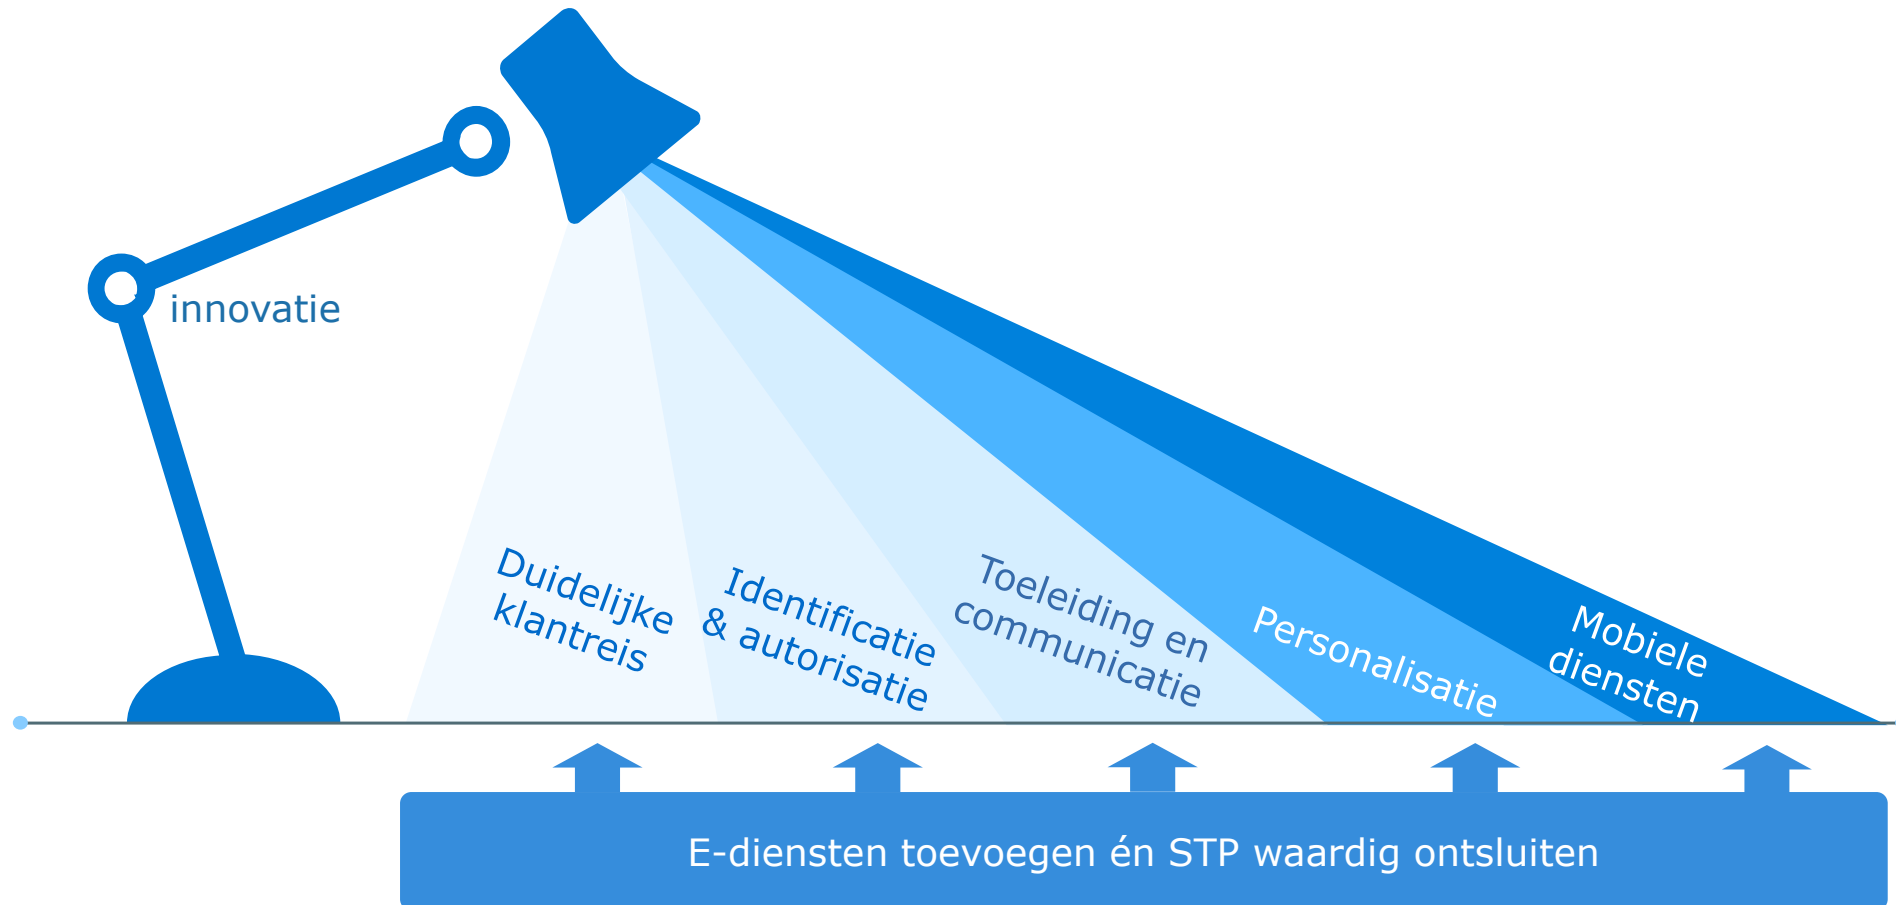 innovatie
Duidelijke
klantreis
Identificatie
& autorisatie
Toeleiding en
communicatie
Personalisatie
Mobiele
diensten
E-diensten toevoegen én STP waardig ontsluiten